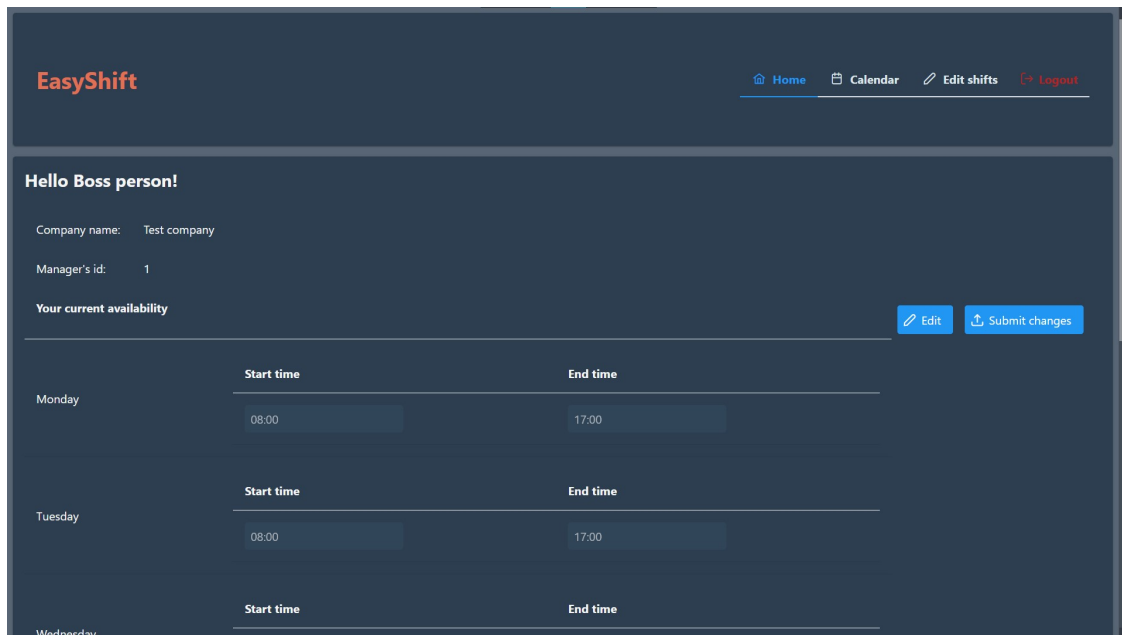 EasyShift
Home Calendar Edit shifts Logout
Hello Boss person!
Company name: Test company
Manager's id: 1
Your current availability
Edit Submit changes
Start time End time
Monday
08:00 17:00
Start time End time
Tuesday
08:00 17:00
Start time End time
Wednesday